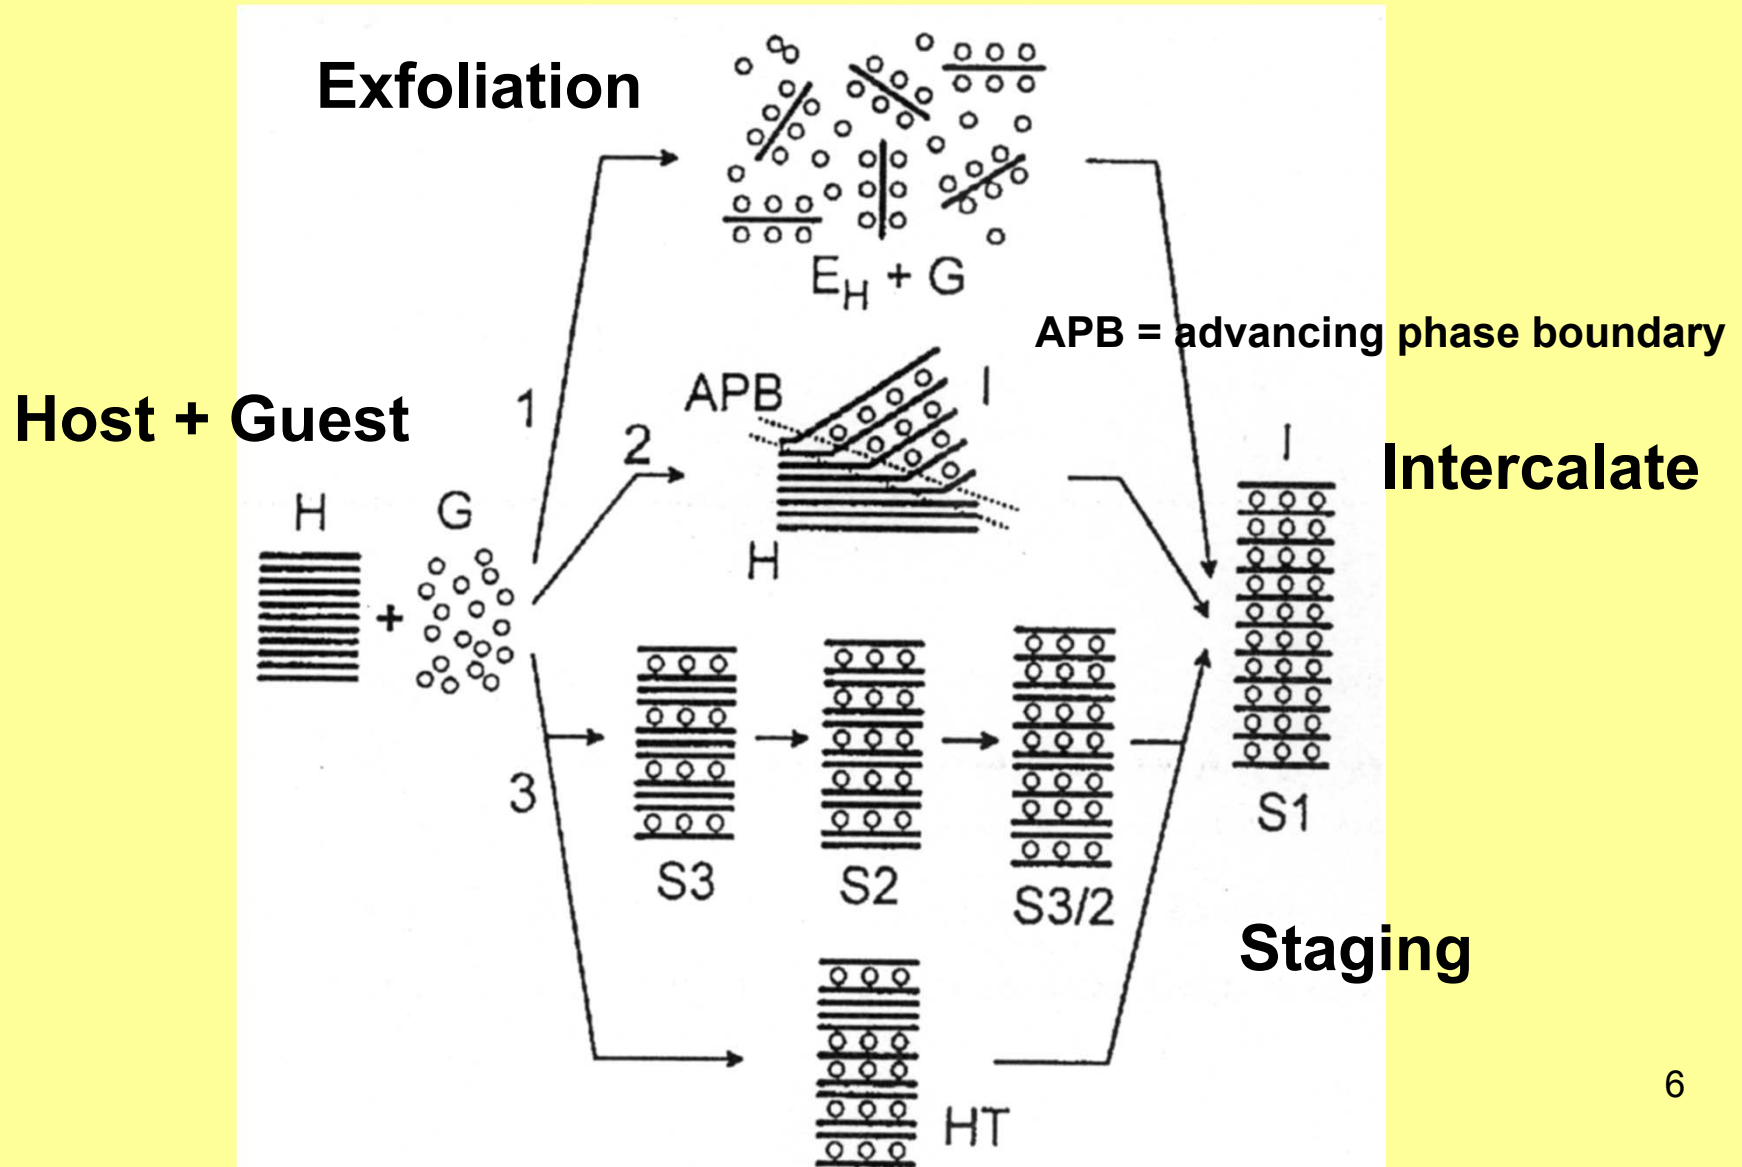 Exfoliation
E_H + G
APB = advancing phase boundary
APB
I
Host + Guest
1
2
I
Intercalate
H
G
H
+
3
S1
S3
S2
S3/2
Staging
6
HT